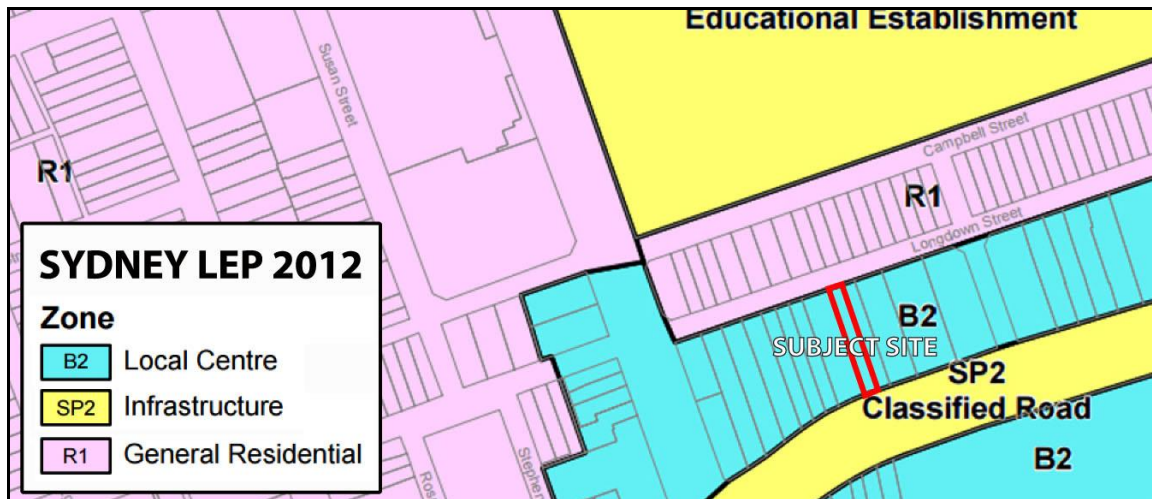 Educational Establishment
Susan Street
Campbell Street
R1
R1
Longdown Street
SYDNEY LEP 2012
Zone
B2 Local Centre
SP2 Infrastructure
R1 General Residential
B2
SUBJECT SITE
SP2
Classified Road
B2